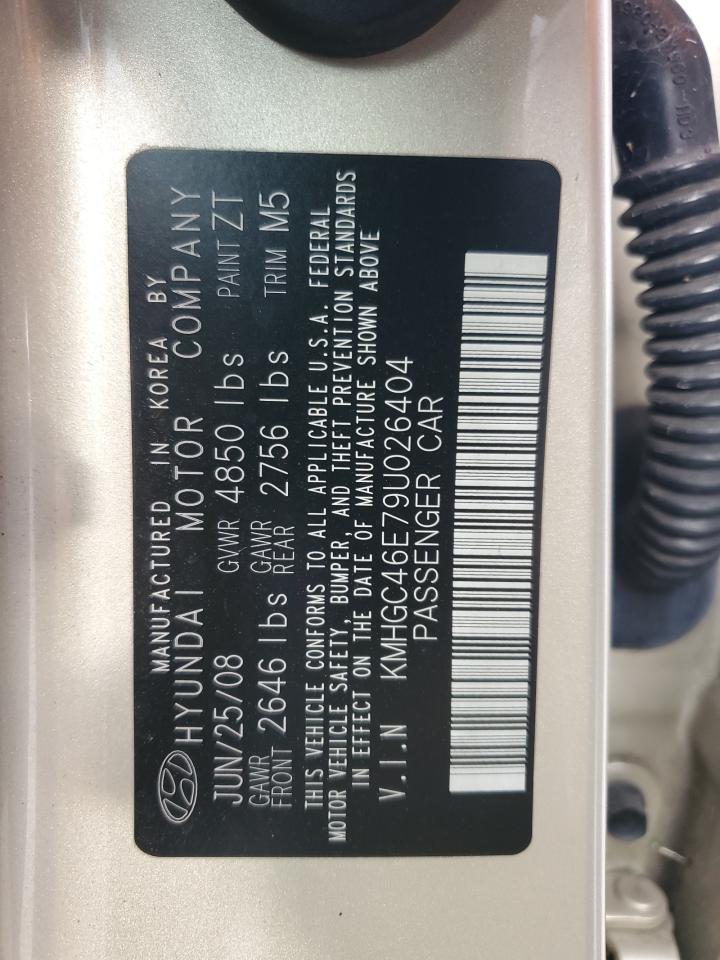 MANUFACTURED IN KOREA BY
HYUNDAI MOTOR COMPANY
JUN/25/08 GVWR 4850 lbs PAINT ZT
GAWR FRONT 2646 lbs GAWR REAR 2756 lbs TRIM M5
THIS VEHICLE CONFORMS TO ALL APPLICABLE U.S.A. FEDERAL
MOTOR VEHICLE SAFETY, BUMPER, AND THEFT PREVENTION STANDARDS
IN EFFECT ON THE DATE OF MANUFACTURE SHOWN ABOVE
V.I.N KMHGC46E79U026404
PASSENGER CAR